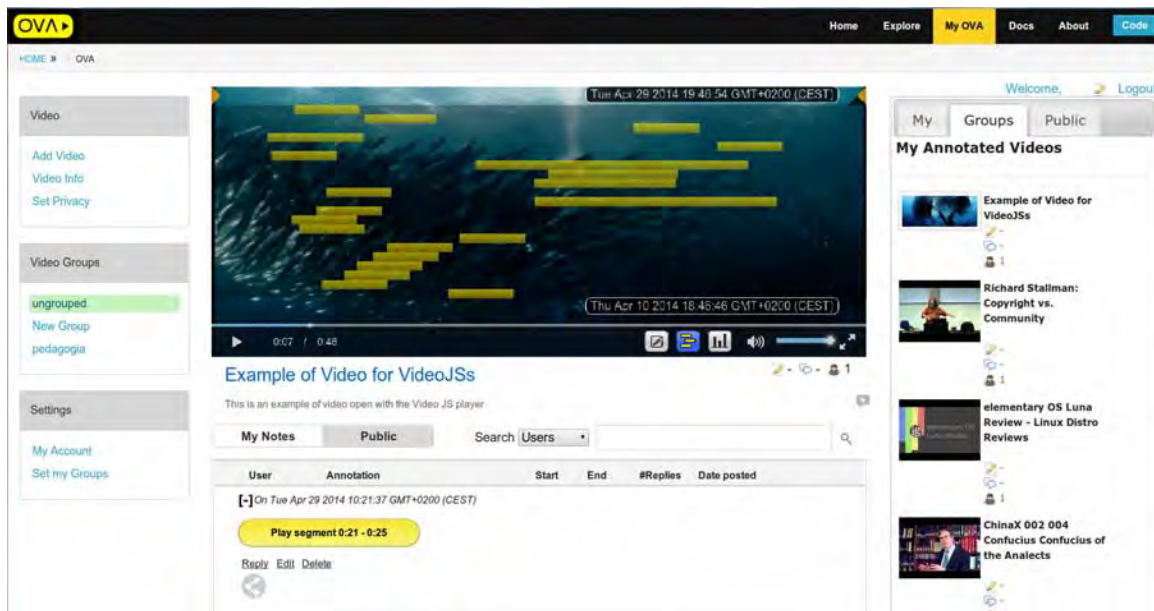 OVA
Home Explore My OVA Docs About Code
HOME » OVA
Welcome, Logout
Video
Add Video
Video Info
Set Privacy
Video Groups
ungrouped
New Group
pedagogia
Settings
My Account
Set my Groups
Tue Apr 29 2014 19:46:54 GMT+0200 (CEST)
Thu Apr 10 2014 18:46:46 GMT+0200 (CEST)
0:07 / 0:46
Example of Video for VideoJSs
- - 1
This is an example of video open with the Video JS player
My Notes Public Search Users
User Annotation Start End #Replies Date posted
[-] On Tue Apr 29 2014 10:21:37 GMT+0200 (CEST)
Play segment 0:21 - 0:25
Reply Edit Delete
My Groups Public
My Annotated Videos
Example of Video for
VideoJSs
-
-
1
Richard Stallman:
Copyright vs.
Community
-
-
1
elementary OS Luna
Review - Linux Distro
Reviews
-
-
1
ChinaX 002 004
Confucius Confucius of
the Analects
-
-